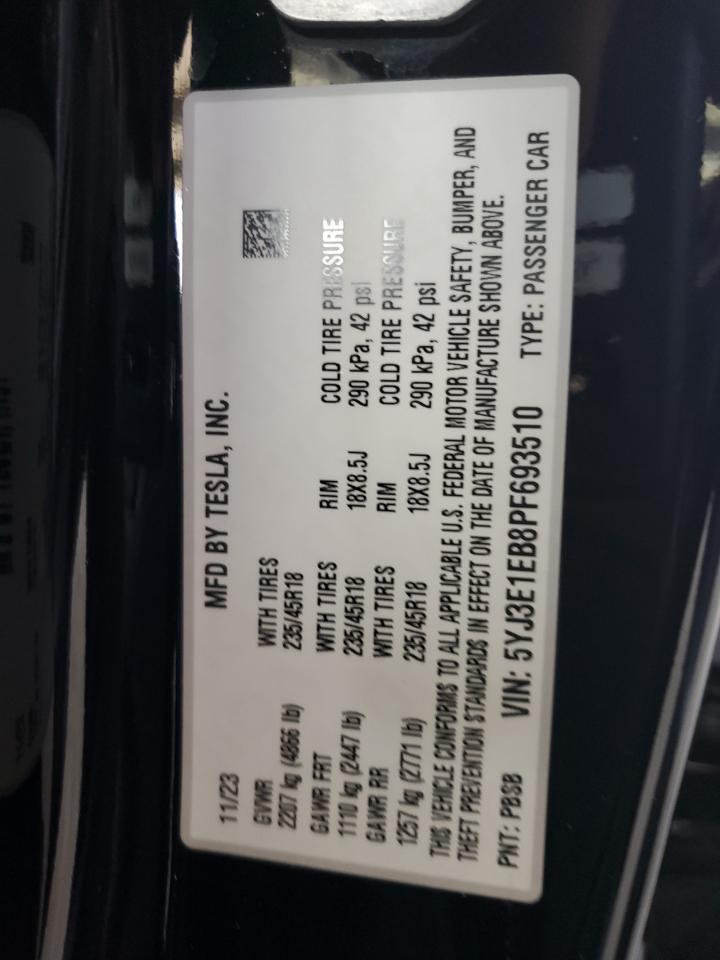 MFD BY TESLA, INC.
11/23
GVWR WITH TIRES
2207 kg (4866 lb) 235/45R18
GAWR FRT WITH TIRES RIM COLD TIRE PRESSURE
1110 kg (2447 lb) 235/45R18 18X8.5J 290 kPa, 42 psi
GAWR RR WITH TIRES RIM COLD TIRE PRESSURE
1257 kg (2771 lb) 235/45R18 18X8.5J 290 kPa, 42 psi
THIS VEHICLE CONFORMS TO ALL APPLICABLE U.S. FEDERAL MOTOR VEHICLE SAFETY, BUMPER, AND
THEFT PREVENTION STANDARDS IN EFFECT ON THE DATE OF MANUFACTURE SHOWN ABOVE.
PNT: PBSB VIN: 5YJ3E1EB8PF693510 TYPE: PASSENGER CAR